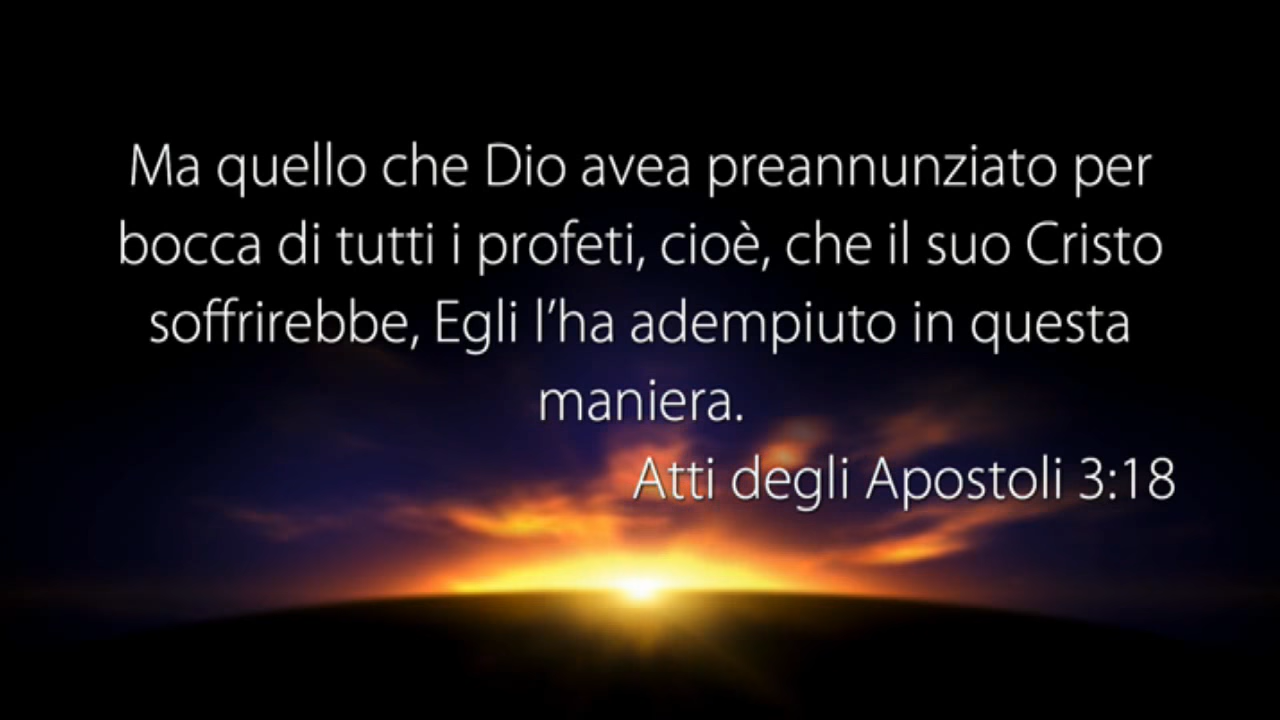 Ma quello che Dio avea preannunziato per
bocca di tutti i profeti, cioè, che il suo Cristo
soffrirebbe, Egli l’ha adempiuto in questa
maniera.
Atti degli Apostoli 3:18